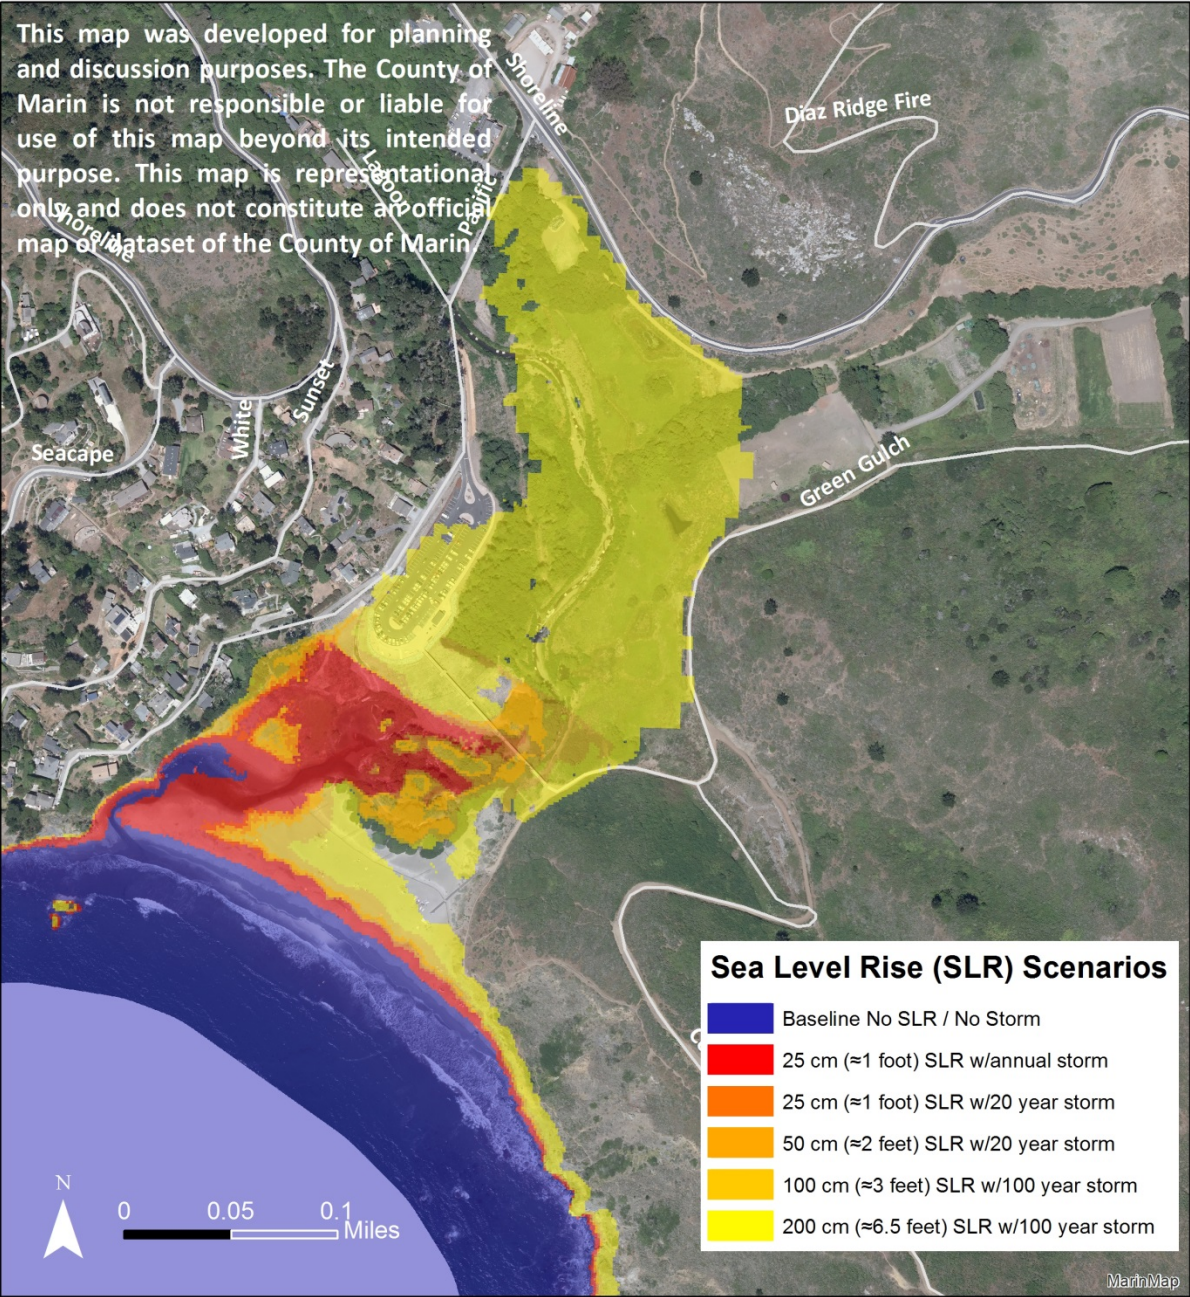 This map was developed for planning
and discussion purposes. The County of
Marin is not responsible or liable for
use of this map beyond its intended
purpose. This map is representational
only and does not constitute an official
map or dataset of the County of Marin.
Shoreline
Diaz Ridge Fire
Lagoon
Pacific
Shoreline
Sunset
White
Seacape
Green Gulch
Sea Level Rise (SLR) Scenarios
Baseline No SLR / No Storm
25 cm (≈1 foot) SLR w/annual storm
25 cm (≈1 foot) SLR w/20 year storm
50 cm (≈2 feet) SLR w/20 year storm
100 cm (≈3 feet) SLR w/100 year storm
200 cm (≈6.5 feet) SLR w/100 year storm
N
0 0.05 0.1
Miles
MarinMap